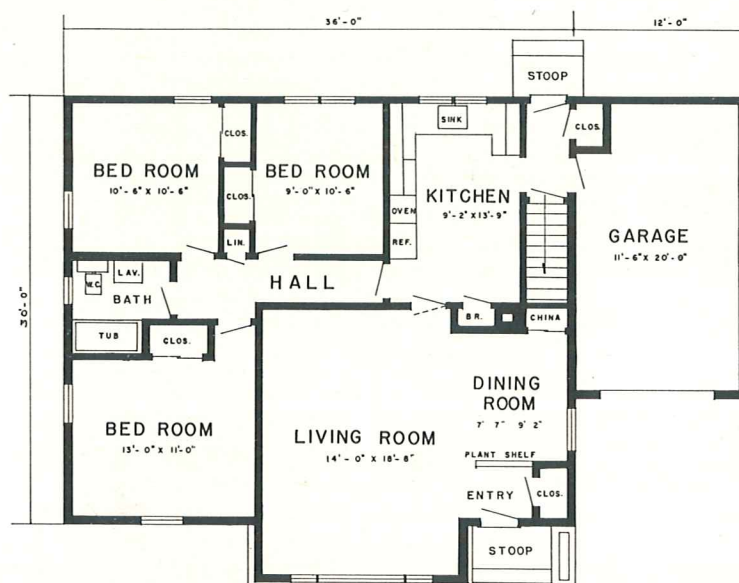 36'-0"
12'-0"
STOOP
SINK
CLOS.
CLOS.
BED ROOM
10'-6" X 10'-6"
BED ROOM
9'-0" X 10'-6"
CLOS.
KITCHEN
9'-2" X 13'-9"
OVEN
REF.
GARAGE
11'-6" X 20'-0"
LIN.
HALL
LAV.
W.C.
BATH
30'-0"
TUB
CLOS.
BR.
CHINA
DINING
ROOM
7' 7" 9' 2"
BED ROOM
13'-0" X 11'-0"
LIVING ROOM
14'-0" X 18'-8"
PLANT SHELF
ENTRY
CLOS.
STOOP